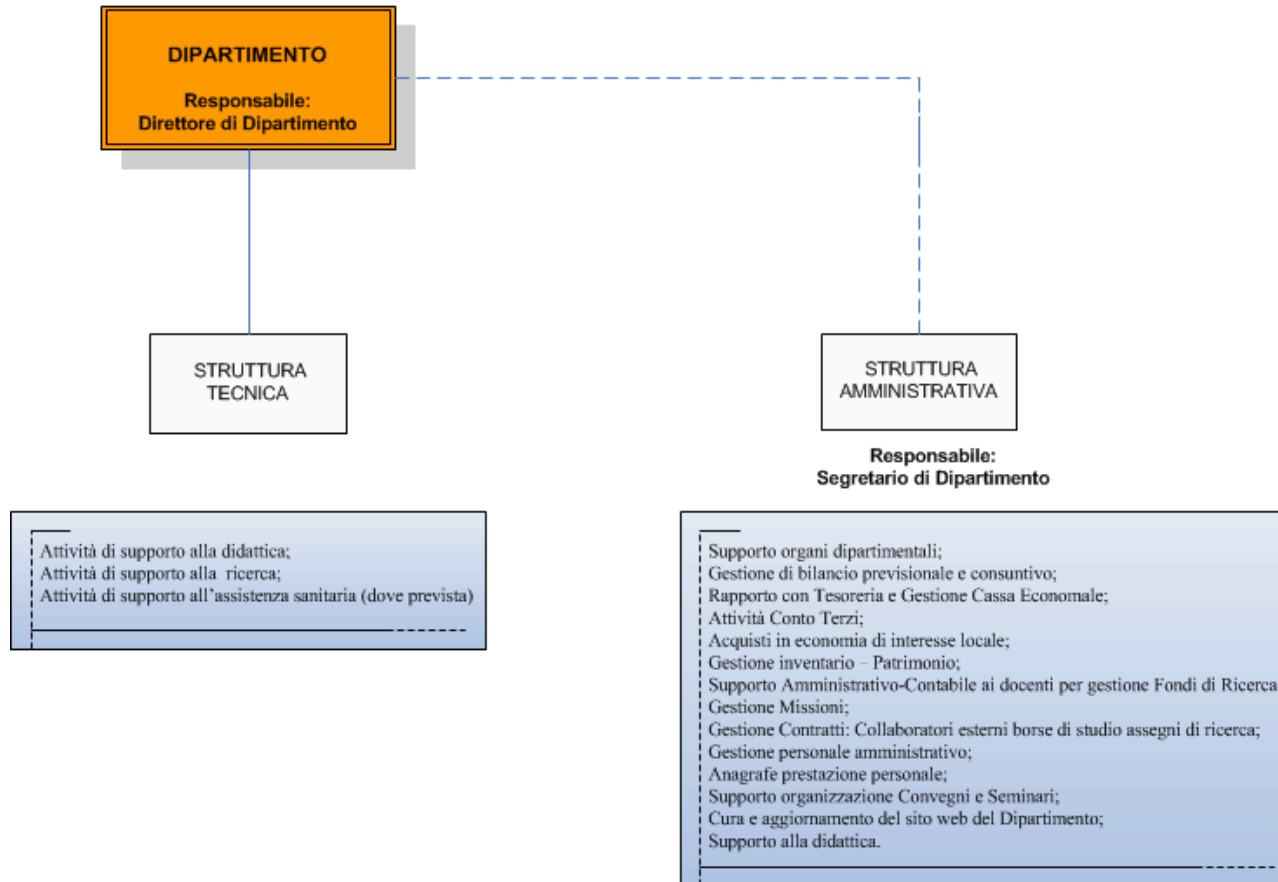 DIPARTIMENTO
Responsabile:
Direttore di Dipartimento
STRUTTURA
TECNICA
STRUTTURA
AMMINISTRATIVA
Responsabile:
Segretario di Dipartimento
Attività di supporto alla didattica;
Attività di supporto alla ricerca;
Attività di supporto all’assistenza sanitaria (dove prevista)
Supporto organi dipartimentali;
Gestione di bilancio previsionale e consuntivo;
Rapporto con Tesoreria e Gestione Cassa Economale;
Attività Conto Terzi;
Acquisti in economia di interesse locale;
Gestione inventario – Patrimonio;
Supporto Amministrativo-Contabile ai docenti per gestione Fondi di Ricerca
Gestione Missioni;
Gestione Contratti: Collaboratori esterni borse di studio assegni di ricerca;
Gestione personale amministrativo;
Anagrafe prestazione personale;
Supporto organizzazione Convegni e Seminari;
Cura e aggiornamento del sito web del Dipartimento;
Supporto alla didattica.